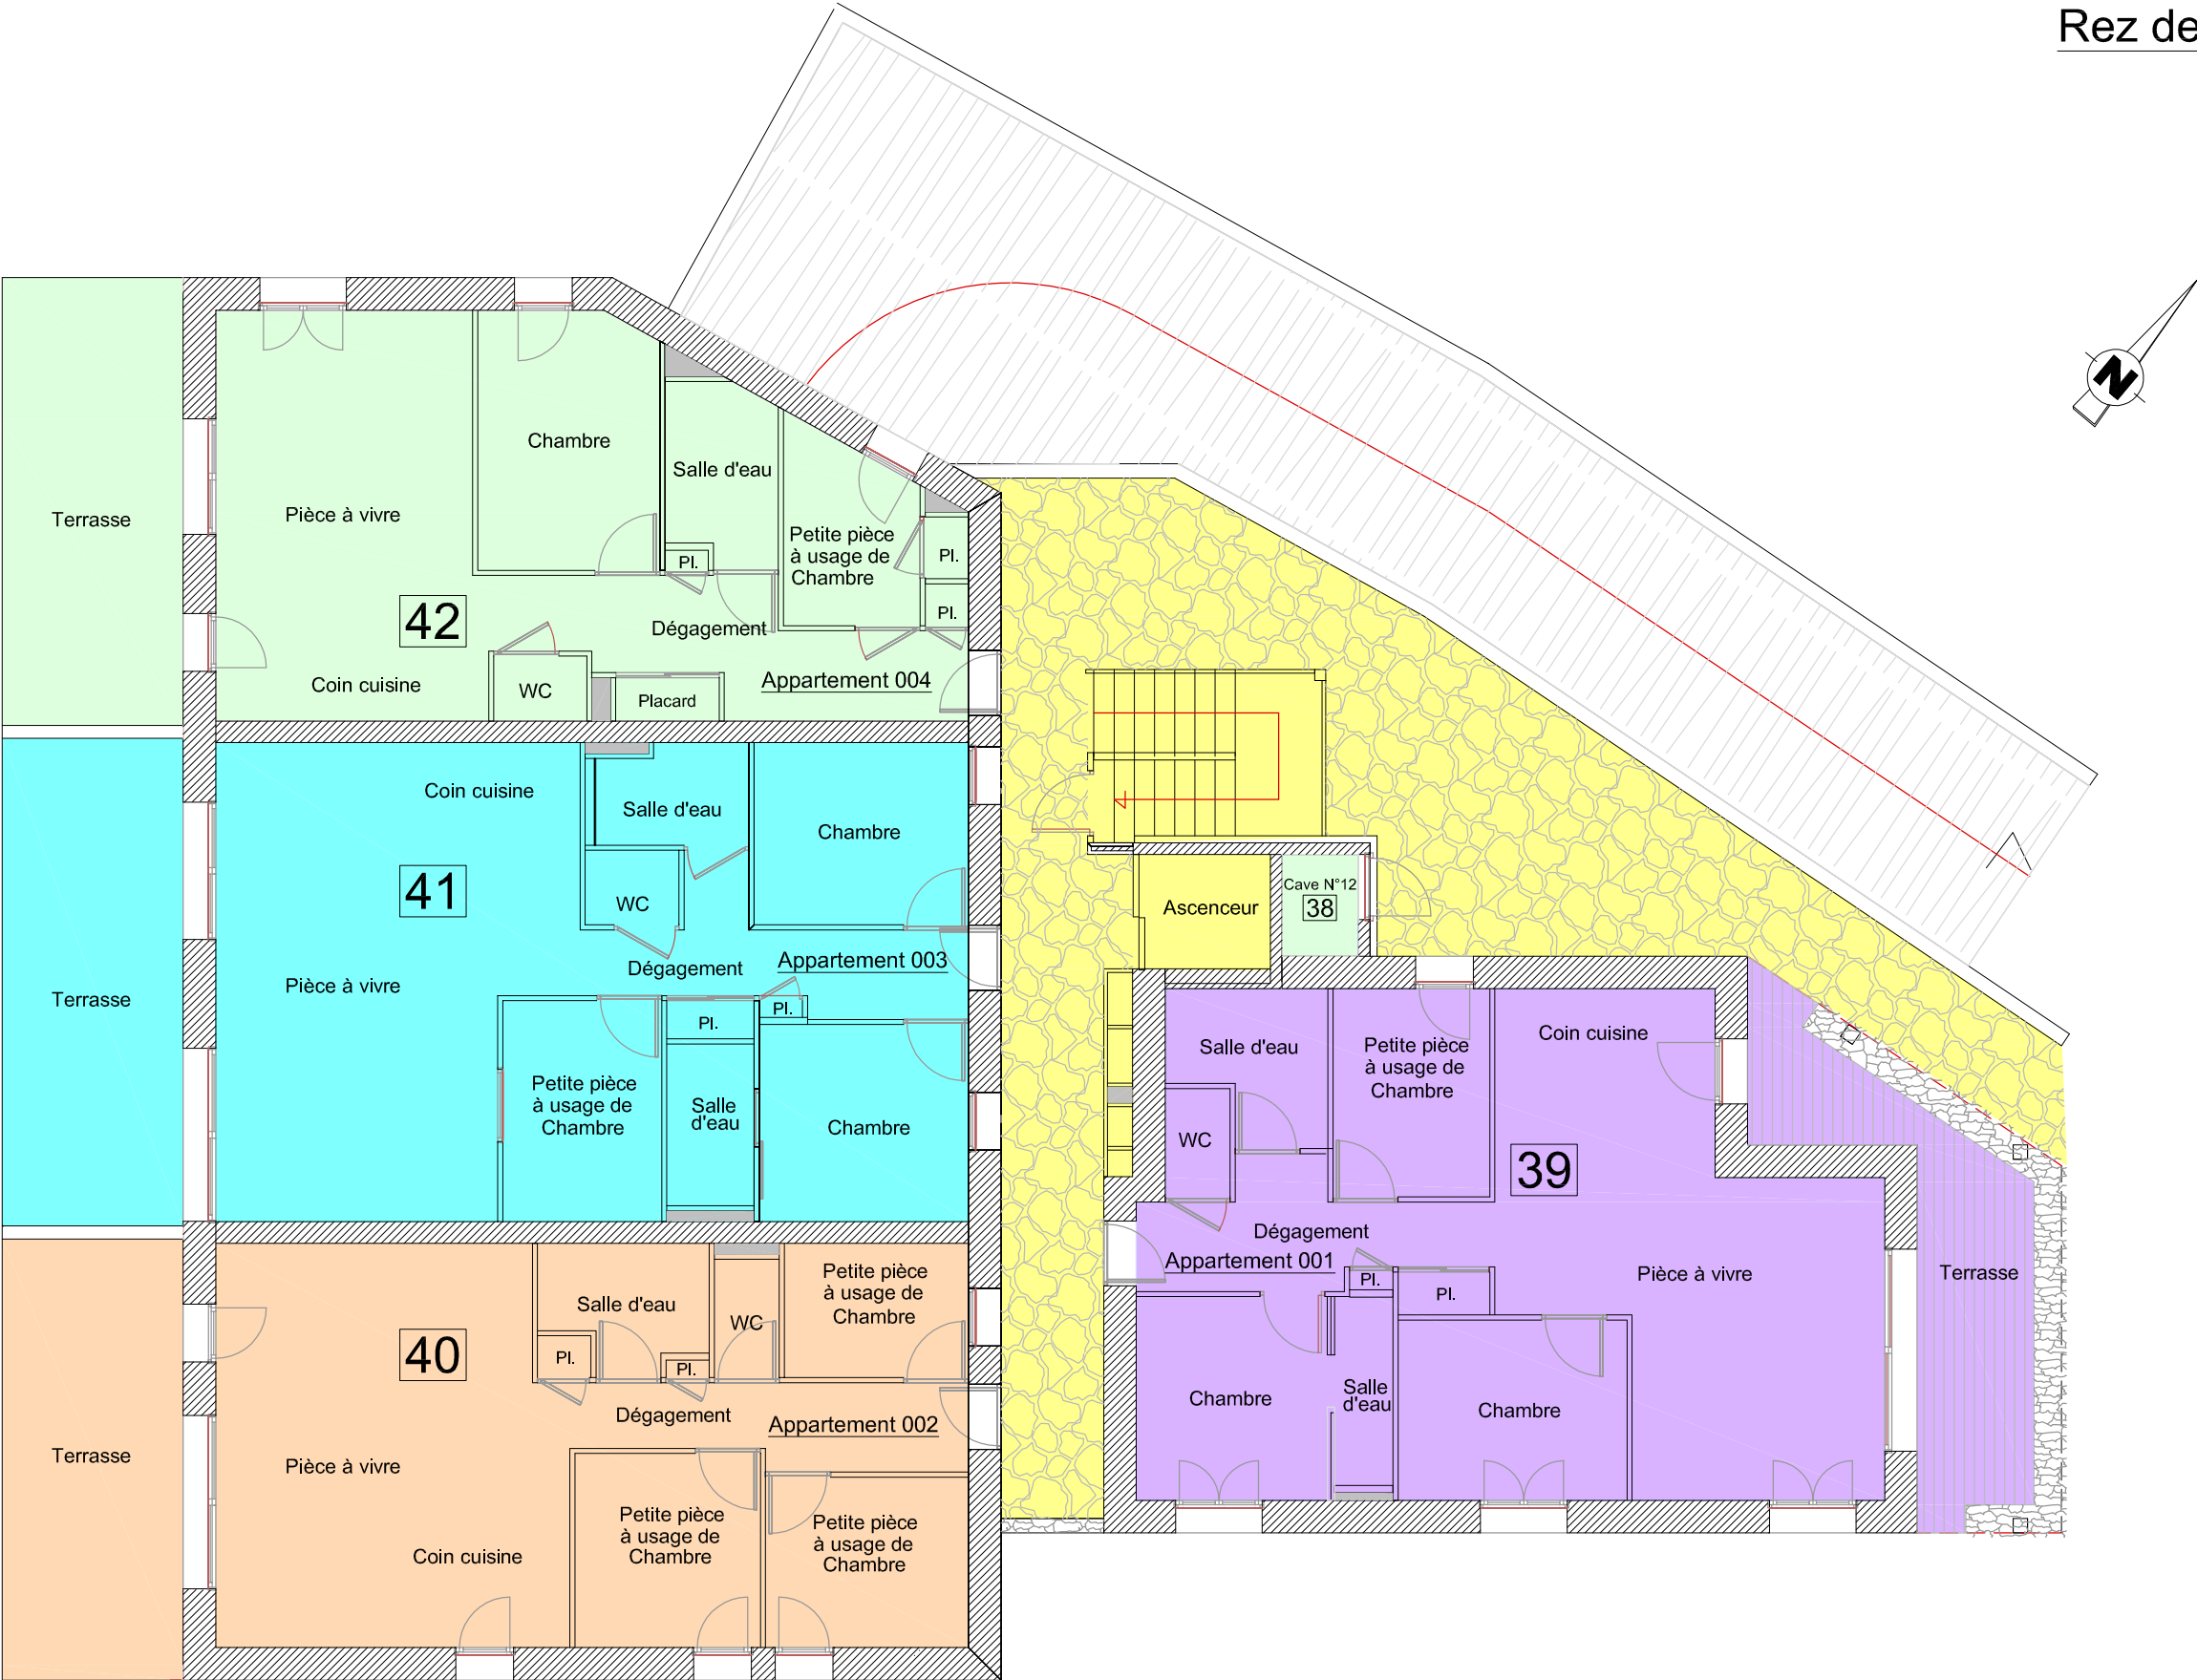 Rez de
N
Chambre
Salle d'eau
Terrasse
Pièce à vivre
Petite pièce
à usage de
Chambre
Pl.
Pl.
Pl.
42
Dégagement
Coin cuisine
WC
Placard
Appartement 004
Coin cuisine
Salle d'eau
Chambre
41
WC
Dégagement
Appartement 003
Terrasse
Pièce à vivre
Pl.
Pl.
Petite pièce
à usage de
Chambre
Salle
d'eau
Chambre
Ascenceur
Cave N°12
38
Salle d'eau
Petite pièce
à usage de
Chambre
Coin cuisine
WC
39
Dégagement
Appartement 001
Pl.
Pl.
Pièce à vivre
Terrasse
Chambre
Salle
d'eau
Chambre
Salle d'eau
WC
Petite pièce
à usage de
Chambre
40
Pl.
Pl.
Dégagement
Appartement 002
Terrasse
Pièce à vivre
Coin cuisine
Petite pièce
à usage de
Chambre
Petite pièce
à usage de
Chambre